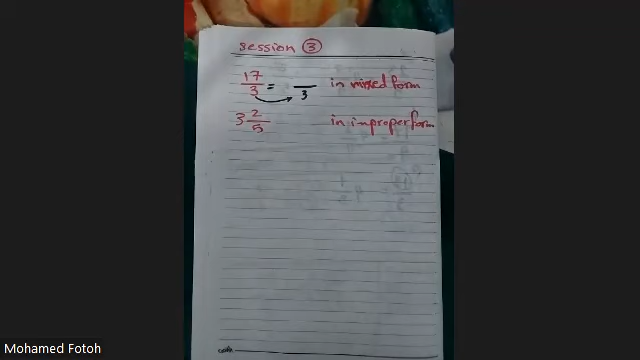 session ③
17/3 = —/3 in mixed form
3 2/5 in improper form
Mohamed Fotoh